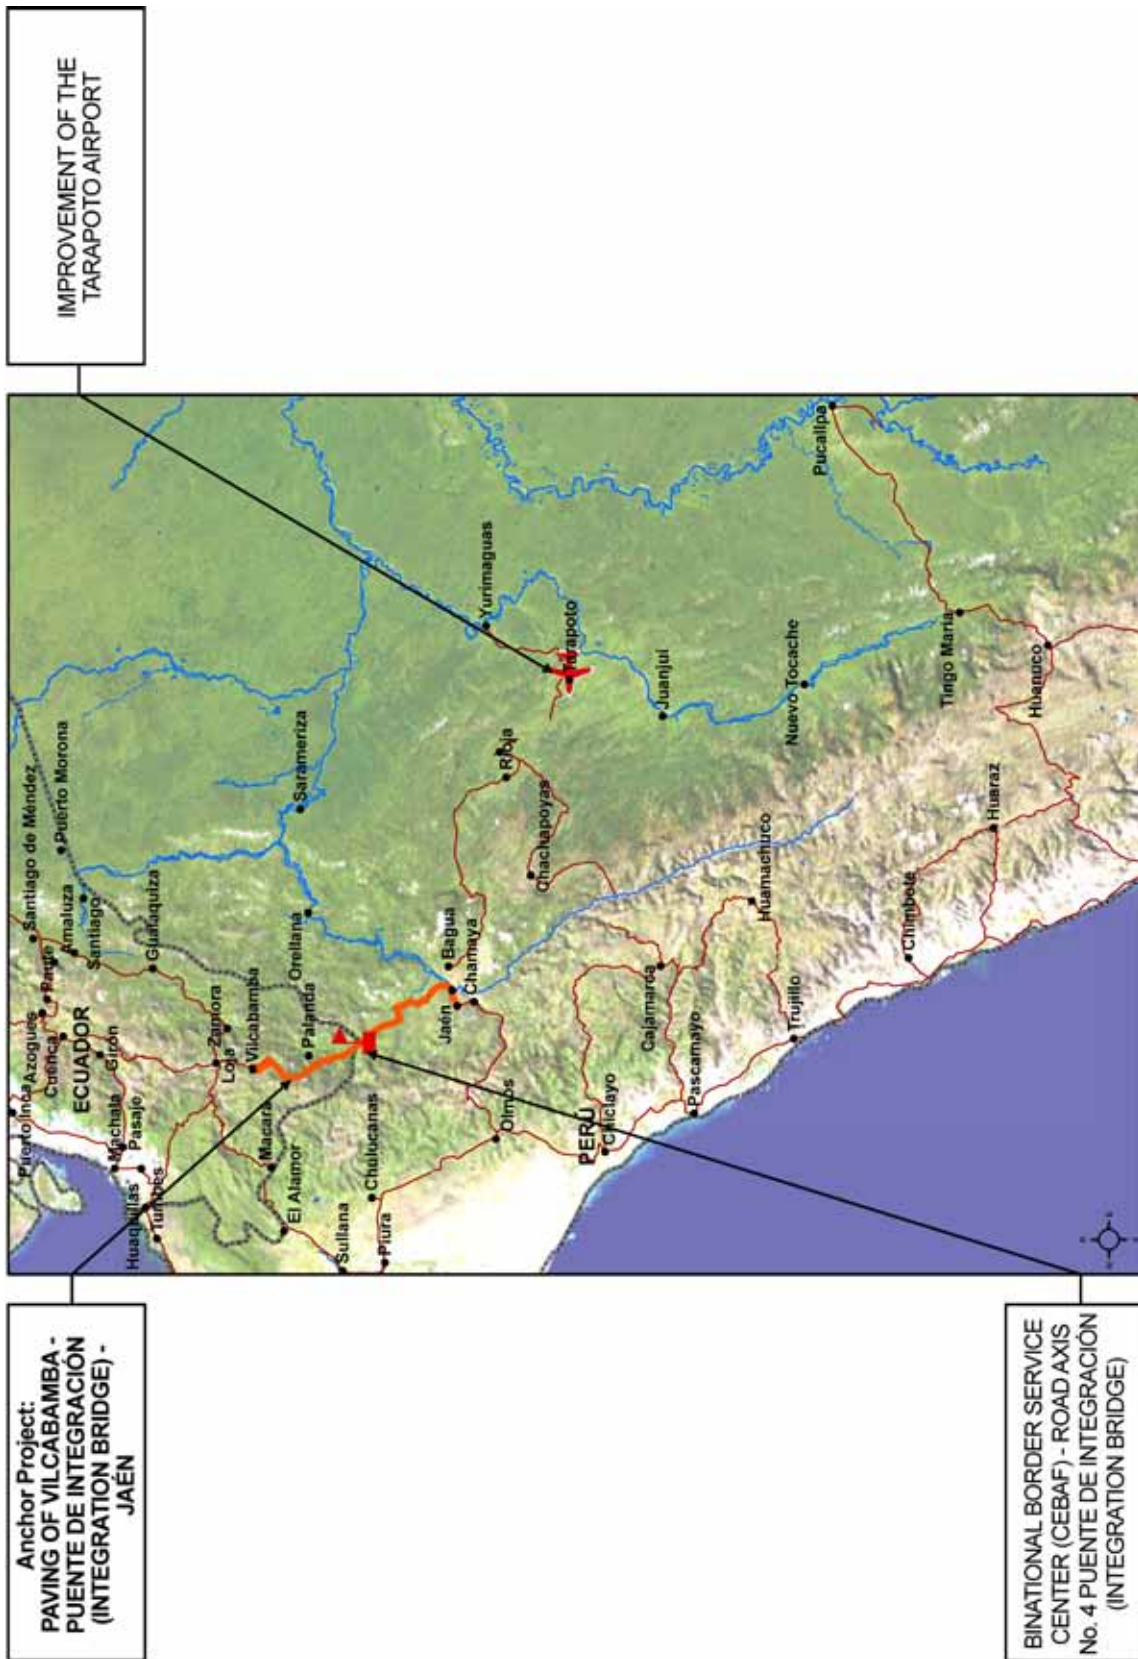 Anchor Project:
PAVING OF VILCABAMBA -
PUENTE DE INTEGRACIÓN
(INTEGRATION BRIDGE) -
JAÉN
IMPROVEMENT OF THE
TARAPOTO AIRPORT
Puerto Inca
Azogues
Cuenca
Paute
Santiago de Méndez
Amaluza
Santiago
Puerto Morona
ECUADOR
Girón
Machala
Pasaje
Gualaquiza
Huaquillas
Tumbes
Zamora
Loja
Vilcabamba
Macará
El Alamor
Palanda
Orellana
Sarameriza
Sullana
Chulucanas
Piura
Bagua
Jaén
Chamaya
Olmos
Yurimaguas
Rioja
Tarapoto
Chachapoyas
PERU
Chiclayo
Cajamarca
Juanjuí
Pascamayo
Huamachuco
Trujillo
Nuevo Tocache
Pucallpa
Chimbote
Tingo María
Huaraz
Huanuco
BINATIONAL BORDER SERVICE
CENTER (CEBAF) - ROAD AXIS
No. 4 PUENTE DE INTEGRACIÓN
(INTEGRATION BRIDGE)